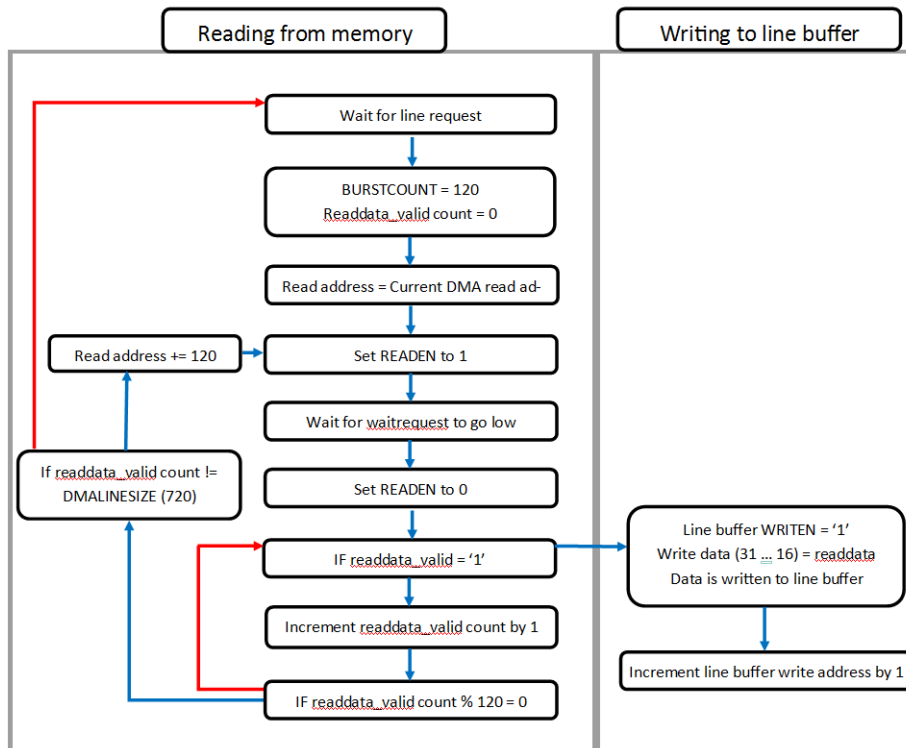 Reading from memory
Writing to line buffer
Wait for line request
BURSTCOUNT = 120
Readdata_valid count = 0
Read address = Current DMA read ad-
Read address += 120
Set READEN to 1
Wait for waitrequest to go low
If readdata_valid count !=
DMALINESIZE (720)
Set READEN to 0
IF readdata_valid = ‘1’
Line buffer WRITEN = ‘1’
Write data (31 ... 16) = readdata
Data is written to line buffer
Increment readdata_valid count by 1
Increment line buffer write address by 1
IF readdata_valid count % 120 = 0